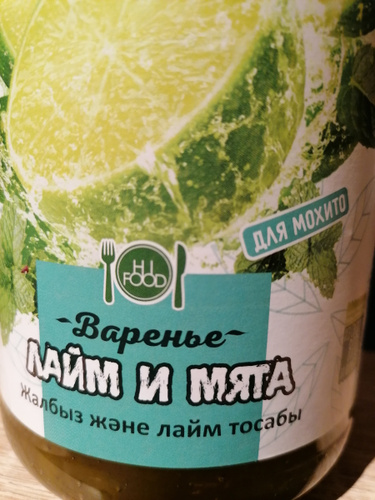 ДЛЯ МОХИТО
HI
FOOD
Варенье
ЛАЙМ И МЯТА
Жалбыз және лайм тосабы